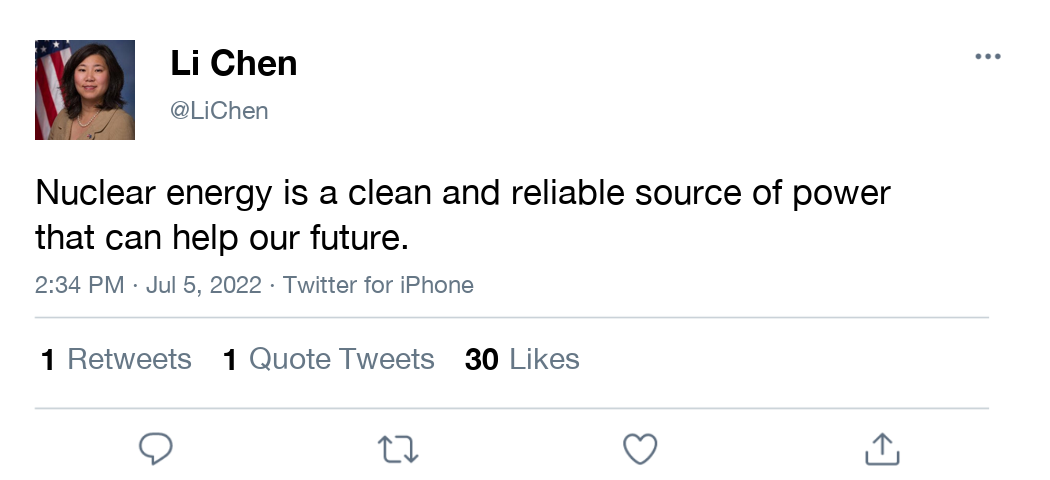 Li Chen
@LiChen
Nuclear energy is a clean and reliable source of power
that can help our future.
2:34 PM · Jul 5, 2022 · Twitter for iPhone
1 Retweets 1 Quote Tweets 30 Likes